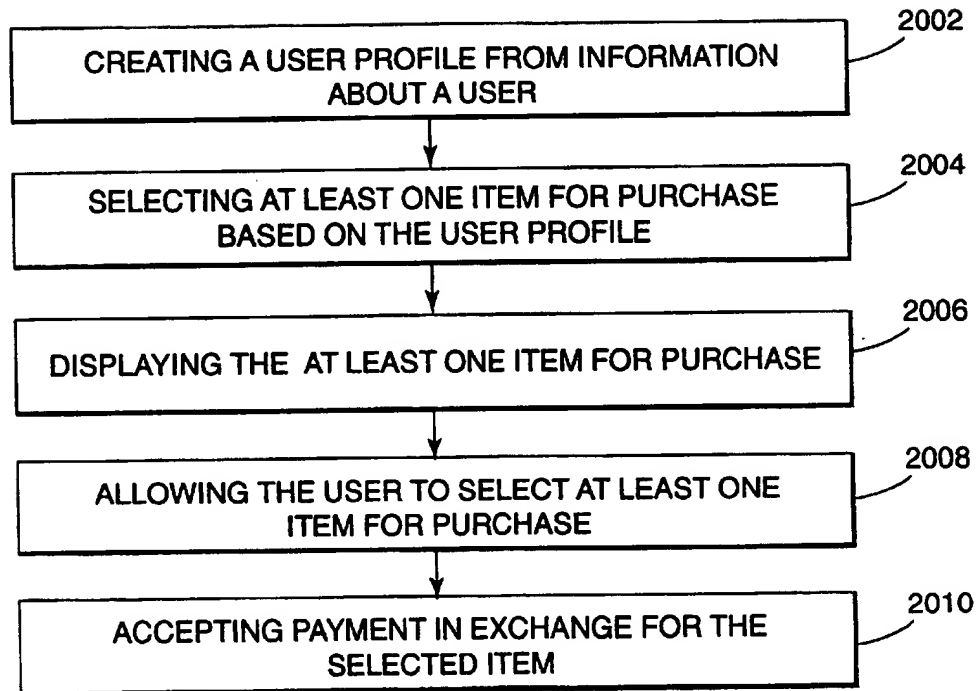 2002
CREATING A USER PROFILE FROM INFORMATION
ABOUT A USER
2004
SELECTING AT LEAST ONE ITEM FOR PURCHASE
BASED ON THE USER PROFILE
2006
DISPLAYING THE AT LEAST ONE ITEM FOR PURCHASE
2008
ALLOWING THE USER TO SELECT AT LEAST ONE
ITEM FOR PURCHASE
2010
ACCEPTING PAYMENT IN EXCHANGE FOR THE
SELECTED ITEM